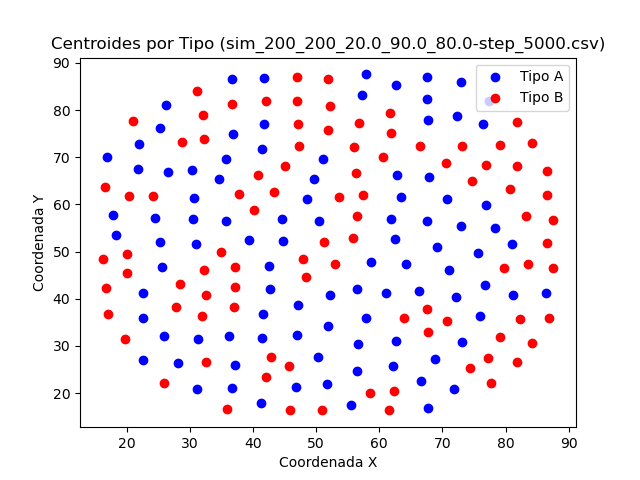 Centroides por Tipo (sim_200_200_20.0_90.0_80.0-step_5000.csv)
Tipo A
Tipo B
90
80
70
60
50
40
30
20
Coordenada Y
20 30 40 50 60 70 80 90
Coordenada X